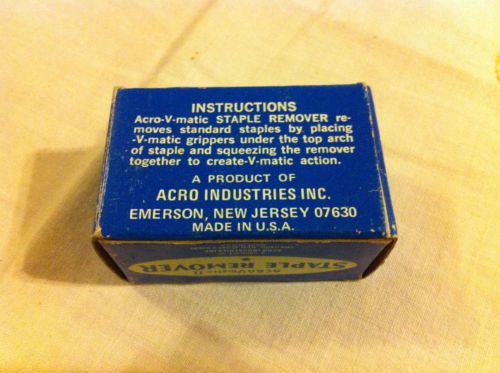 INSTRUCTIONS
Acro-V-matic STAPLE REMOVER re-
moves standard staples by placing
-V-matic grippers under the top arch
of staple and squeezing the remover
together to create-V-matic action.
A PRODUCT OF
ACRO INDUSTRIES INC.
EMERSON, NEW JERSEY 07630
MADE IN U.S.A.
STAPLE REMOVER